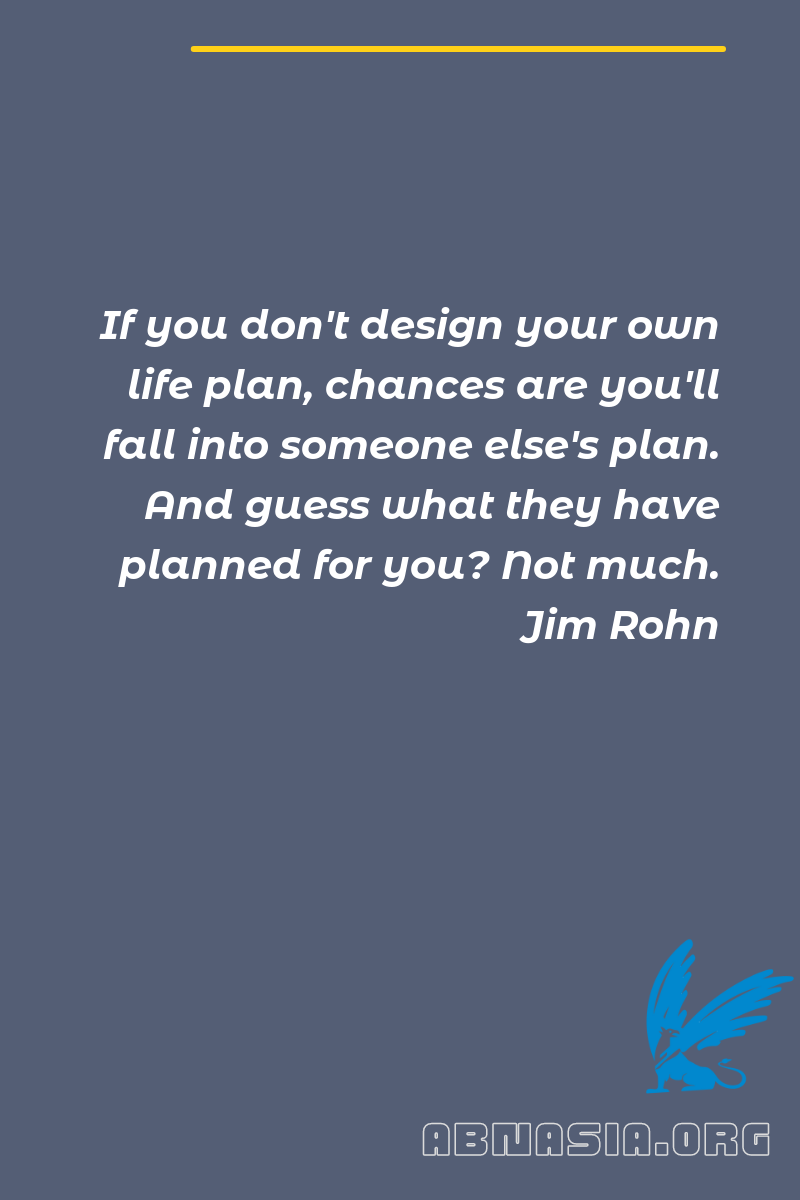 If you don't design your own
life plan, chances are you'll
fall into someone else's plan.
And guess what they have
planned for you? Not much.
Jim Rohn
ABNASIA.ORG